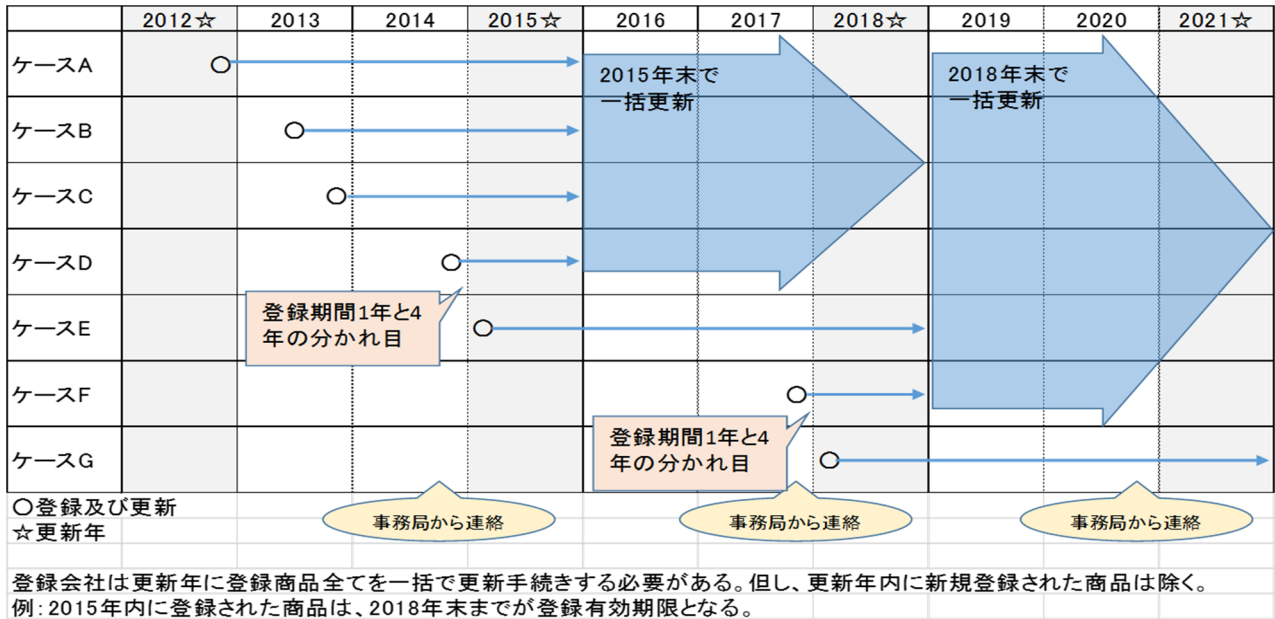 2012☆ 2013 2014 2015☆ 2016 2017 2018☆ 2019 2020 2021☆
ケースA
2015年末で
一括更新
2018年末で
一括更新
ケースB
ケースC
ケースD
登録期間1年と4
年の分かれ目
ケースE
ケースF
登録期間1年と4
年の分かれ目
ケースG
○登録及び更新
事務局から連絡
事務局から連絡
事務局から連絡
☆更新年
登録会社は更新年に登録商品全てを一括で更新手続きする必要がある。但し、更新年内に新規登録された商品は除く。
例：2015年内に登録された商品は、2018年末までが登録有効期限となる。